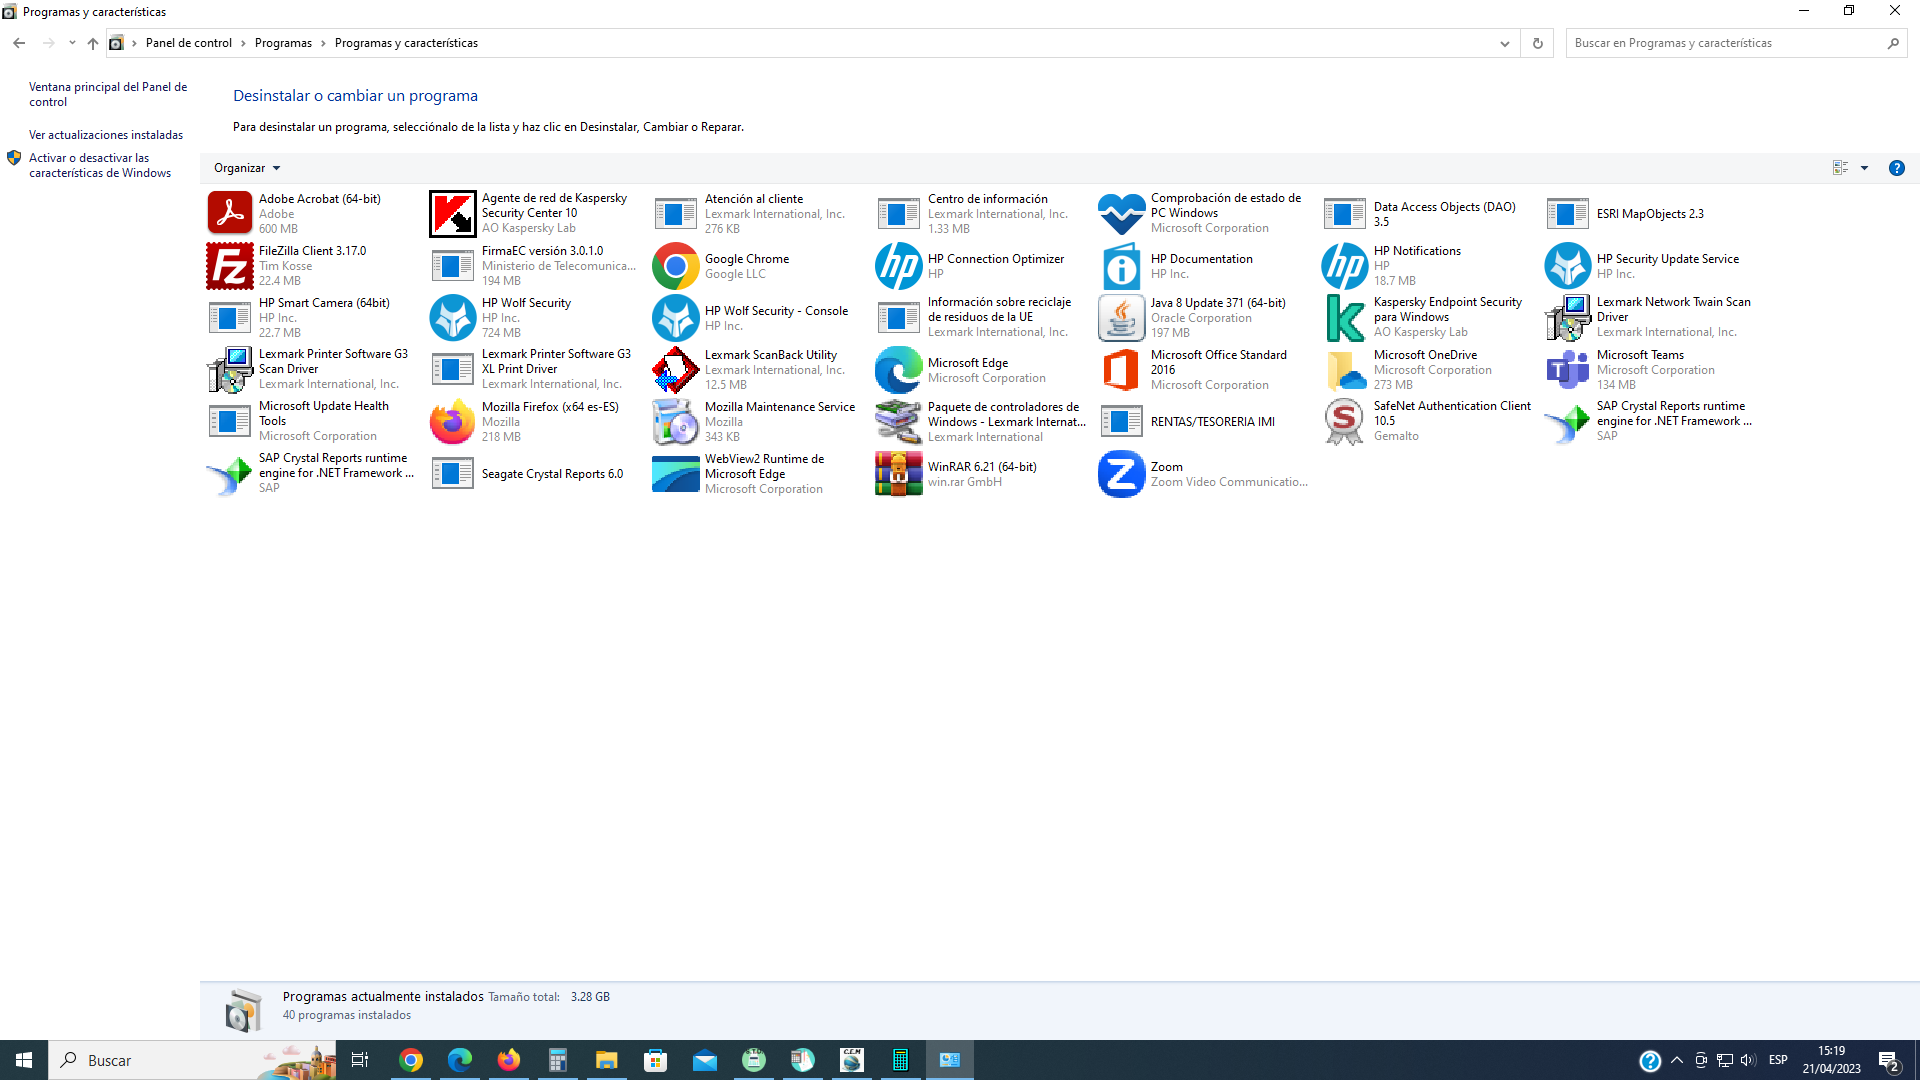 Programas y características
Panel de control > Programas > Programas y características
Buscar en Programas y características
Ventana principal del Panel de
control
Ver actualizaciones instaladas
Activar o desactivar las
características de Windows
Desinstalar o cambiar un programa
Para desinstalar un programa, selecciónalo de la lista y haz clic en Desinstalar, Cambiar o Reparar.
Organizar
Adobe Acrobat (64-bit)
Adobe
600 MB
Agente de red de Kaspersky
Security Center 10
AO Kaspersky Lab
Atención al cliente
Lexmark International, Inc.
276 KB
Centro de información
Lexmark International, Inc.
1.33 MB
Comprobación de estado de
PC Windows
Microsoft Corporation
Data Access Objects (DAO)
3.5
ESRI MapObjects 2.3
FileZilla Client 3.17.0
Tim Kosse
22.4 MB
FirmaEC versión 3.0.1.0
Ministerio de Telecomunica...
194 MB
Google Chrome
Google LLC
HP Connection Optimizer
HP
HP Documentation
HP Inc.
HP Notifications
HP
18.7 MB
HP Security Update Service
HP Inc.
HP Smart Camera (64bit)
HP Inc.
22.7 MB
HP Wolf Security
HP Inc.
724 MB
HP Wolf Security - Console
HP Inc.
Información sobre reciclaje
de residuos de la UE
Lexmark International, Inc.
Java 8 Update 371 (64-bit)
Oracle Corporation
197 MB
Kaspersky Endpoint Security
para Windows
AO Kaspersky Lab
Lexmark Network Twain Scan
Driver
Lexmark International, Inc.
Lexmark Printer Software G3
Scan Driver
Lexmark International, Inc.
Lexmark Printer Software G3
XL Print Driver
Lexmark International, Inc.
Lexmark ScanBack Utility
Lexmark International, Inc.
12.5 MB
Microsoft Edge
Microsoft Corporation
Microsoft Office Standard
2016
Microsoft Corporation
Microsoft OneDrive
Microsoft Corporation
273 MB
Microsoft Teams
Microsoft Corporation
134 MB
Microsoft Update Health
Tools
Microsoft Corporation
Mozilla Firefox (x64 es-ES)
Mozilla
218 MB
Mozilla Maintenance Service
Mozilla
343 KB
Paquete de controladores de
Windows - Lexmark Internat...
Lexmark International
RENTAS/TESORERIA IMI
SafeNet Authentication Client
10.5
Gemalto
SAP Crystal Reports runtime
engine for .NET Framework ...
SAP
SAP Crystal Reports runtime
engine for .NET Framework ...
SAP
Seagate Crystal Reports 6.0
WebView2 Runtime de
Microsoft Edge
Microsoft Corporation
WinRAR 6.21 (64-bit)
win.rar GmbH
Zoom
Zoom Video Communicatio...
Programas actualmente instalados Tamaño total: 3.28 GB
40 programas instalados
Buscar
C.E.M
ESP
15:19
21/04/2023
2